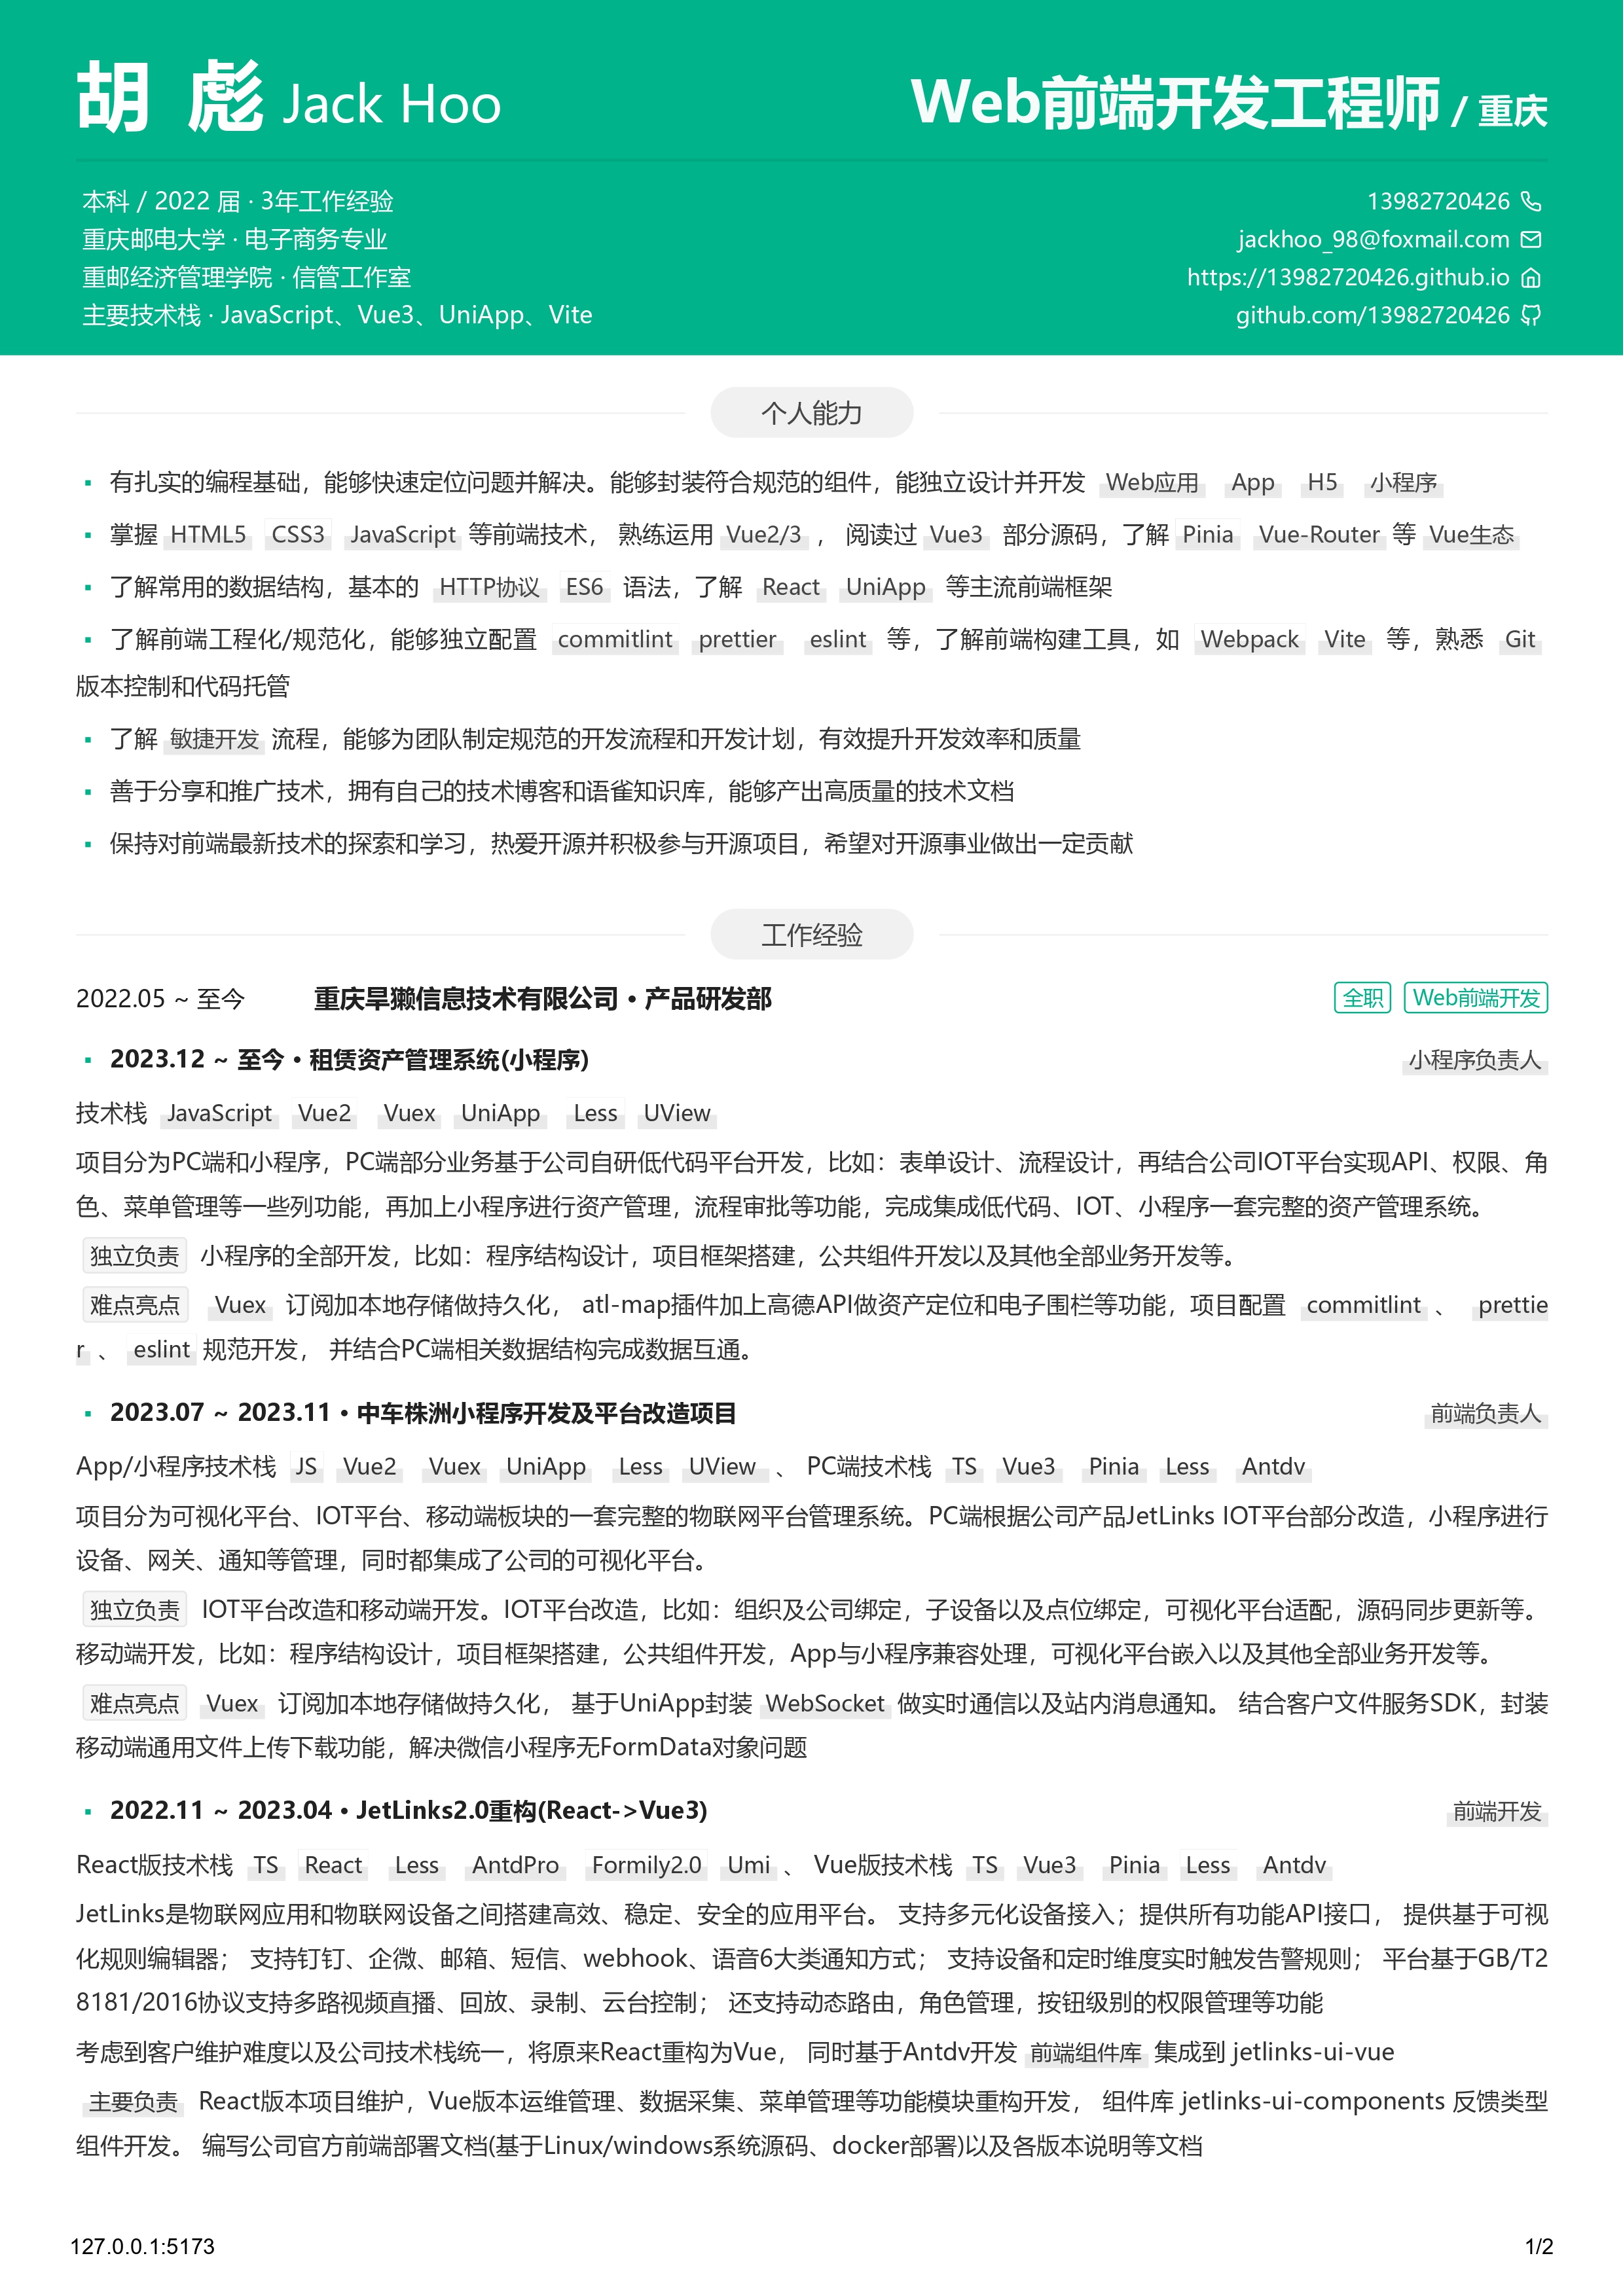 胡 彪 Jack Hoo
Web前端开发工程师 / 重庆
本科 / 2022 届 · 3年工作经验
13982720426
重庆邮电大学 · 电子商务专业
jackhoo_98@foxmail.com
重邮经济管理学院 · 信管工作室
https://13982720426.github.io
主要技术栈 · JavaScript、Vue3、UniApp、Vite
github.com/13982720426
个人能力
▪ 有扎实的编程基础，能够快速定位问题并解决。能够封装符合规范的组件，能独立设计并开发 Web应用 App H5 小程序
▪ 掌握 HTML5 CSS3 JavaScript 等前端技术， 熟练运用 Vue2/3 ， 阅读过 Vue3 部分源码，了解 Pinia Vue-Router 等 Vue生态
▪ 了解常用的数据结构，基本的 HTTP协议 ES6 语法，了解 React UniApp 等主流前端框架
▪ 了解前端工程化/规范化，能够独立配置 commitlint prettier eslint 等，了解前端构建工具，如 Webpack Vite 等，熟悉 Git
版本控制和代码托管
▪ 了解 敏捷开发 流程，能够为团队制定规范的开发流程和开发计划，有效提升开发效率和质量
▪ 善于分享和推广技术，拥有自己的技术博客和语雀知识库，能够产出高质量的技术文档
▪ 保持对前端最新技术的探索和学习，热爱开源并积极参与开源项目，希望对开源事业做出一定贡献
工作经验
2022.05 ~ 至今 重庆旱獭信息技术有限公司 • 产品研发部 全职 Web前端开发
▪ 2023.12 ~ 至今 • 租赁资产管理系统(小程序) 小程序负责人
技术栈 JavaScript Vue2 Vuex UniApp Less UView
项目分为PC端和小程序，PC端部分业务基于公司自研低代码平台开发，比如：表单设计、流程设计，再结合公司IOT平台实现API、权限、角
色、菜单管理等一些列功能，再加上小程序进行资产管理，流程审批等功能，完成集成低代码、IOT、小程序一套完整的资产管理系统。
独立负责 小程序的全部开发，比如：程序结构设计，项目框架搭建，公共组件开发以及其他全部业务开发等。
难点亮点 Vuex 订阅加本地存储做持久化， atl-map插件加上高德API做资产定位和电子围栏等功能，项目配置 commitlint 、 prettie
r 、 eslint 规范开发， 并结合PC端相关数据结构完成数据互通。
▪ 2023.07 ~ 2023.11 • 中车株洲小程序开发及平台改造项目 前端负责人
App/小程序技术栈 JS Vue2 Vuex UniApp Less UView 、 PC端技术栈 TS Vue3 Pinia Less Antdv
项目分为可视化平台、IOT平台、移动端板块的一套完整的物联网平台管理系统。PC端根据公司产品JetLinks IOT平台部分改造，小程序进行
设备、网关、通知等管理，同时都集成了公司的可视化平台。
独立负责 IOT平台改造和移动端开发。IOT平台改造，比如：组织及公司绑定，子设备以及点位绑定，可视化平台适配，源码同步更新等。
移动端开发，比如：程序结构设计，项目框架搭建，公共组件开发，App与小程序兼容处理，可视化平台嵌入以及其他全部业务开发等。
难点亮点 Vuex 订阅加本地存储做持久化， 基于UniApp封装 WebSocket 做实时通信以及站内消息通知。 结合客户文件服务SDK，封装
移动端通用文件上传下载功能，解决微信小程序无FormData对象问题
▪ 2022.11 ~ 2023.04 • JetLinks2.0重构(React->Vue3) 前端开发
React版技术栈 TS React Less AntdPro Formily2.0 Umi 、 Vue版技术栈 TS Vue3 Pinia Less Antdv
JetLinks是物联网应用和物联网设备之间搭建高效、稳定、安全的应用平台。 支持多元化设备接入；提供所有功能API接口， 提供基于可视
化规则编辑器； 支持钉钉、企微、邮箱、短信、webhook、语音6大类通知方式； 支持设备和定时维度实时触发告警规则； 平台基于GB/T2
8181/2016协议支持多路视频直播、回放、录制、云台控制； 还支持动态路由，角色管理，按钮级别的权限管理等功能
考虑到客户维护难度以及公司技术栈统一，将原来React重构为Vue， 同时基于Antdv开发 前端组件库 集成到 jetlinks-ui-vue
主要负责 React版本项目维护，Vue版本运维管理、数据采集、菜单管理等功能模块重构开发， 组件库 jetlinks-ui-components 反馈类型
组件开发。 编写公司官方前端部署文档(基于Linux/windows系统源码、docker部署)以及各版本说明等文档
127.0.0.1:5173 1/2